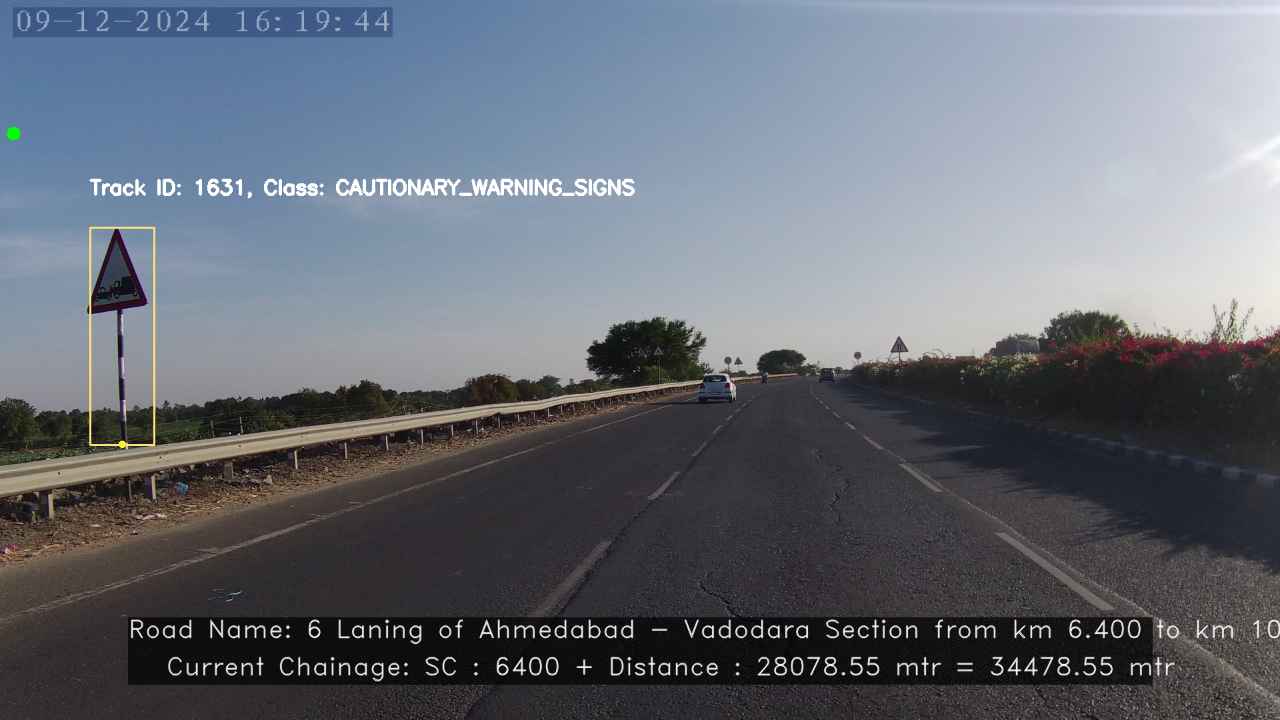 09-12-2024 16:19:44
Track ID: 1631, Class: CAUTIONARY_WARNING_SIGNS
Road Name: 6 Laning of Ahmedabad - Vadodara Section from km 6.400 to km 10
Current Chainage: SC : 6400 + Distance : 28078.55 mtr = 34478.55 mtr